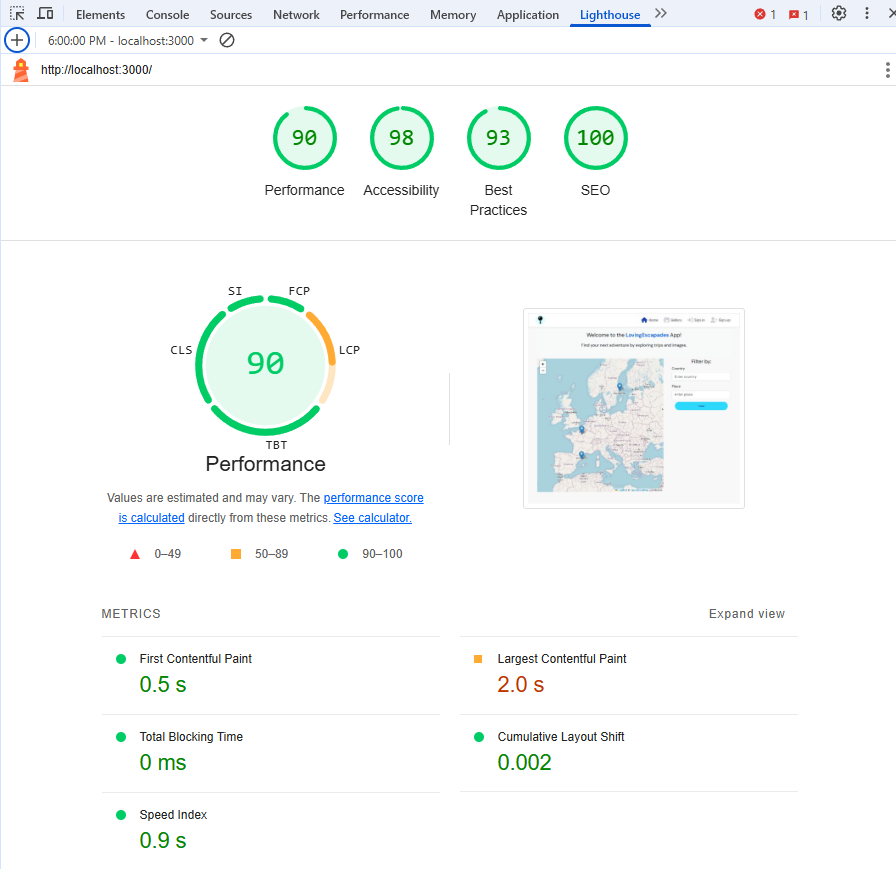 Elements Console Sources Network Performance Memory Application Lighthouse 1 1
6:00:00 PM - localhost:3000
http://localhost:3000/
90 98 93 100
Performance Accessibility Best Practices SEO
SI FCP
CLS LCP
90
TBT
Performance
Values are estimated and may vary. The performance score
is calculated directly from these metrics. See calculator.
0–49 50–89 90–100
Home Gallery Sign in Sign up
Welcome to the LovingEscapades App!
Find your next adventure by exploring trips and images.
Filter by:
Country
Enter country
Place
enter place
METRICS Expand view
First Contentful Paint
0.5 s
Largest Contentful Paint
2.0 s
Total Blocking Time
0 ms
Cumulative Layout Shift
0.002
Speed Index
0.9 s